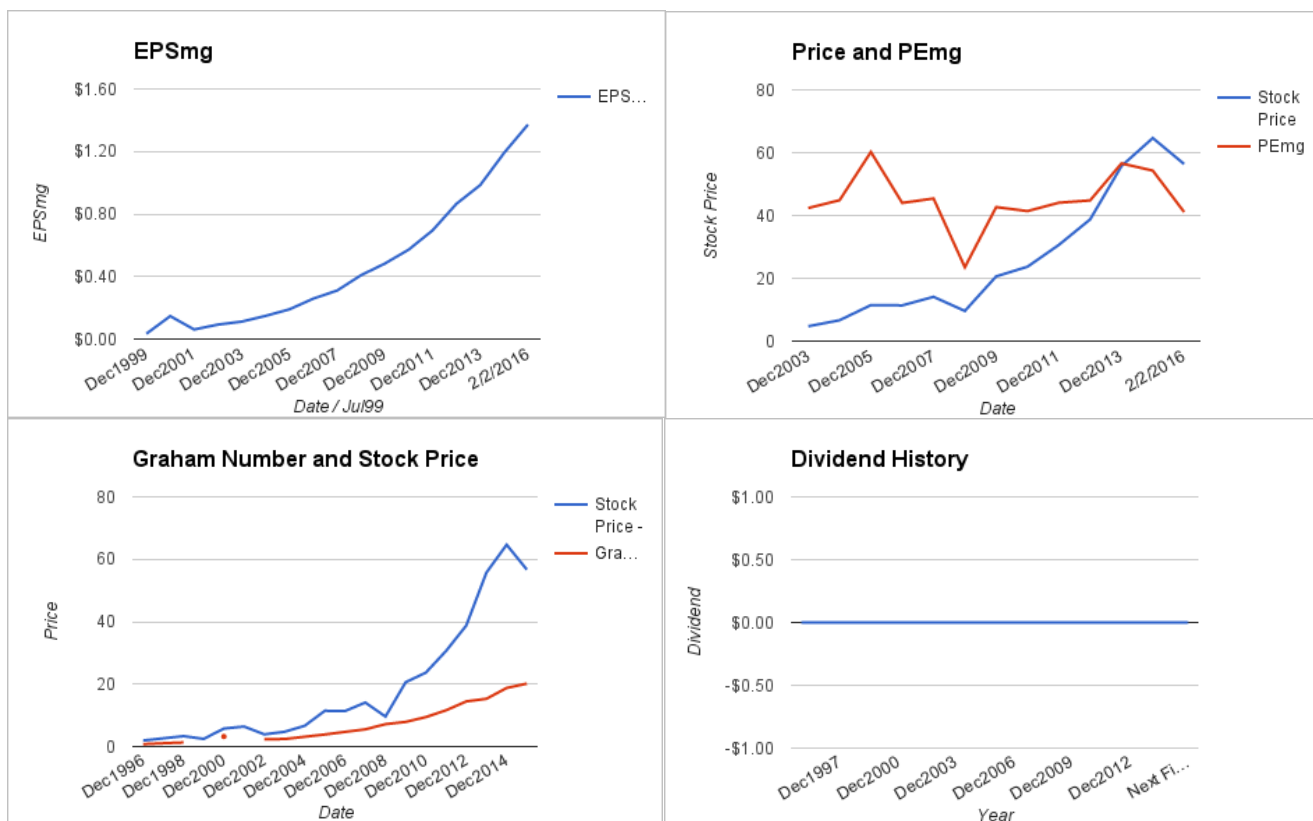 EPSmg
$1.60
$1.20
$0.80
$0.40
$0.00
EPSmg
EPS...
Dec1999
Dec2001
Dec2003
Dec2005
Dec2007
Dec2009
Dec2011
Dec2013
2/2/2016
Date / Jul99
Price and PEmg
80
60
40
20
0
Stock Price
Stock
Price
PEmg
Dec2003
Dec2005
Dec2007
Dec2009
Dec2011
Dec2013
2/2/2016
Date
Graham Number and Stock Price
80
60
40
20
0
Price
Stock
Price -
Gra...
Dec1996
Dec1998
Dec2000
Dec2002
Dec2004
Dec2006
Dec2008
Dec2010
Dec2012
Dec2014
Date
Dividend History
$1.00
$0.50
$0.00
-$0.50
-$1.00
Dividend
Dec1997
Dec2000
Dec2003
Dec2006
Dec2009
Dec2012
Next Fi...
Year